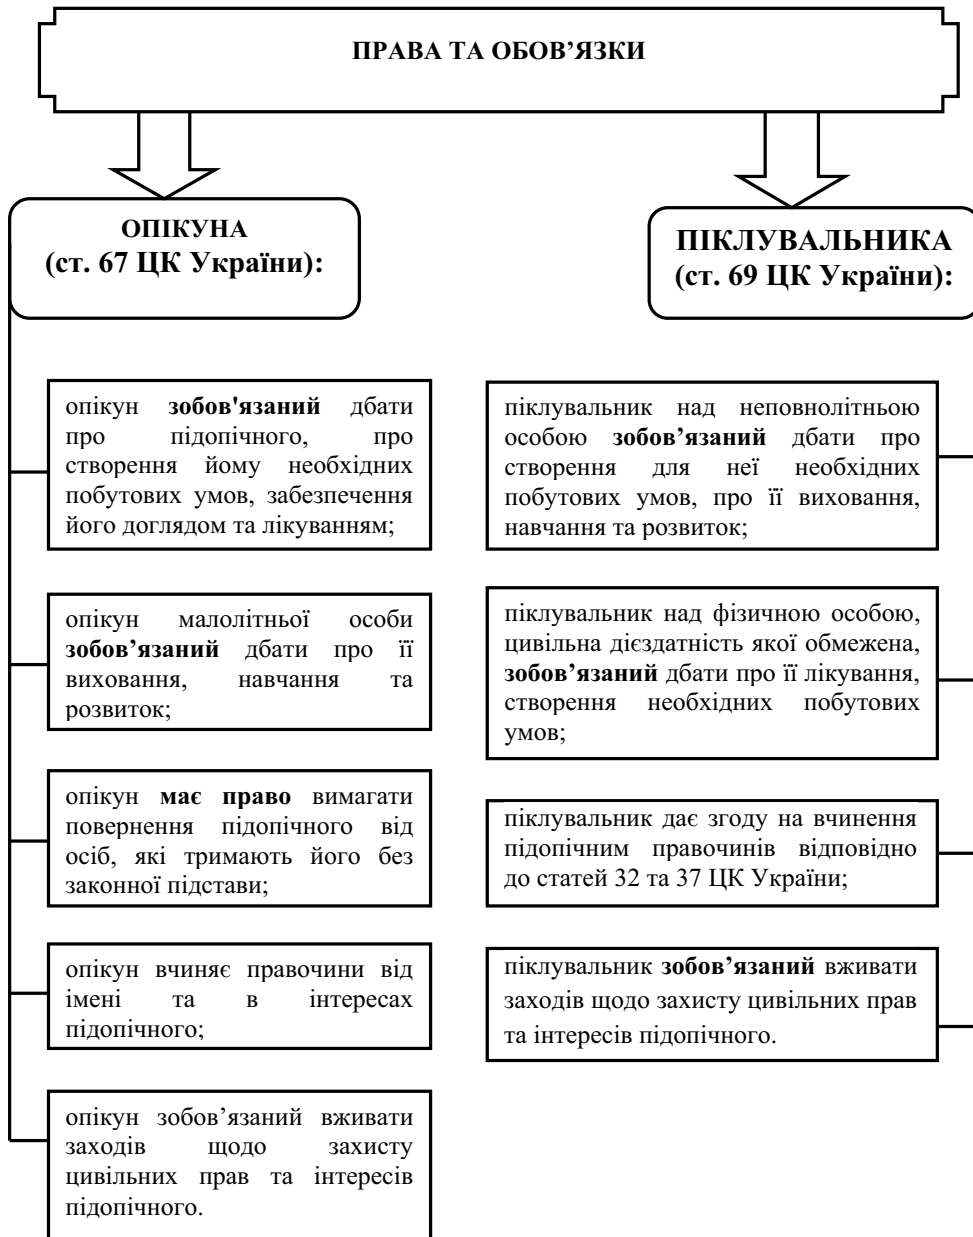 ПРАВА ТА ОБОВ’ЯЗКИ
ОПІКУНА
(ст. 67 ЦК України):
опікун зобов'язаний дбати
про підопічного, про
створення йому необхідних
побутових умов, забезпечення
його доглядом та лікуванням;
опікун малолітньої особи
зобов’язаний дбати про її
виховання, навчання та
розвиток;
опікун має право вимагати
повернення підопічного від
осіб, які тримають його без
законної підстави;
опікун вчиняє правочини від
імені та в інтересах
підопічного;
опікун зобов’язаний вживати
заходів щодо захисту
цивільних прав та інтересів
підопічного.
ПІКЛУВАЛЬНИКА
(ст. 69 ЦК України):
піклувальник над неповнолітньою
особою зобов’язаний дбати про
створення для неї необхідних
побутових умов, про її виховання,
навчання та розвиток;
піклувальник над фізичною особою,
цивільна дієздатність якої обмежена,
зобов’язаний дбати про її лікування,
створення необхідних побутових
умов;
піклувальник дає згоду на вчинення
підопічним правочинів відповідно
до статей 32 та 37 ЦК України;
піклувальник зобов’язаний вживати
заходів щодо захисту цивільних прав
та інтересів підопічного.